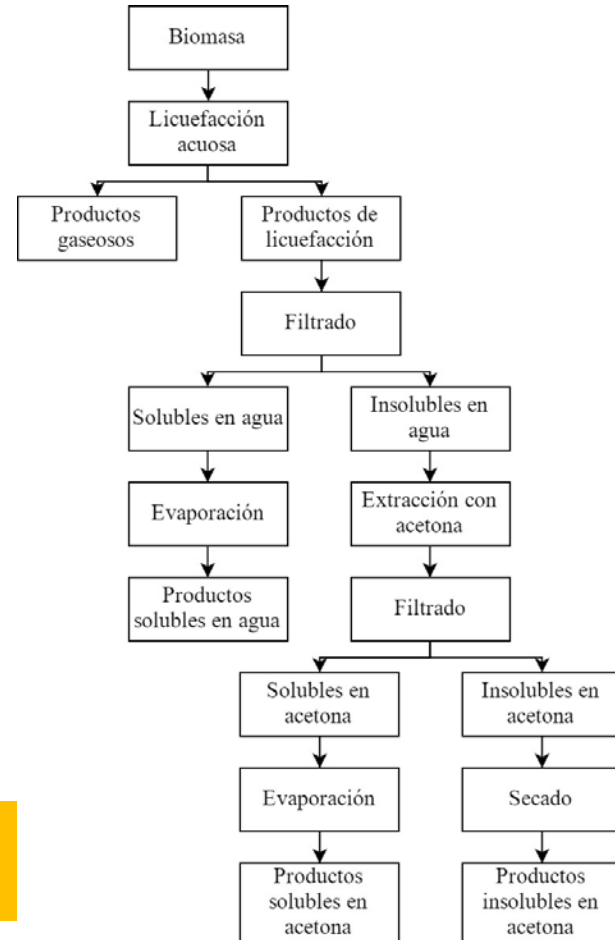 Biomasa
Licuefacción
acuosa
Productos
gaseosos
Productos de
licuefacción
Filtrado
Solubles en agua
Insolubles en
agua
Evaporación
Extracción con
acetona
Productos
solubles en agua
Filtrado
Solubles en
acetona
Insolubles en
acetona
Evaporación
Secado
Productos
solubles en
acetona
Productos
insolubles en
acetona